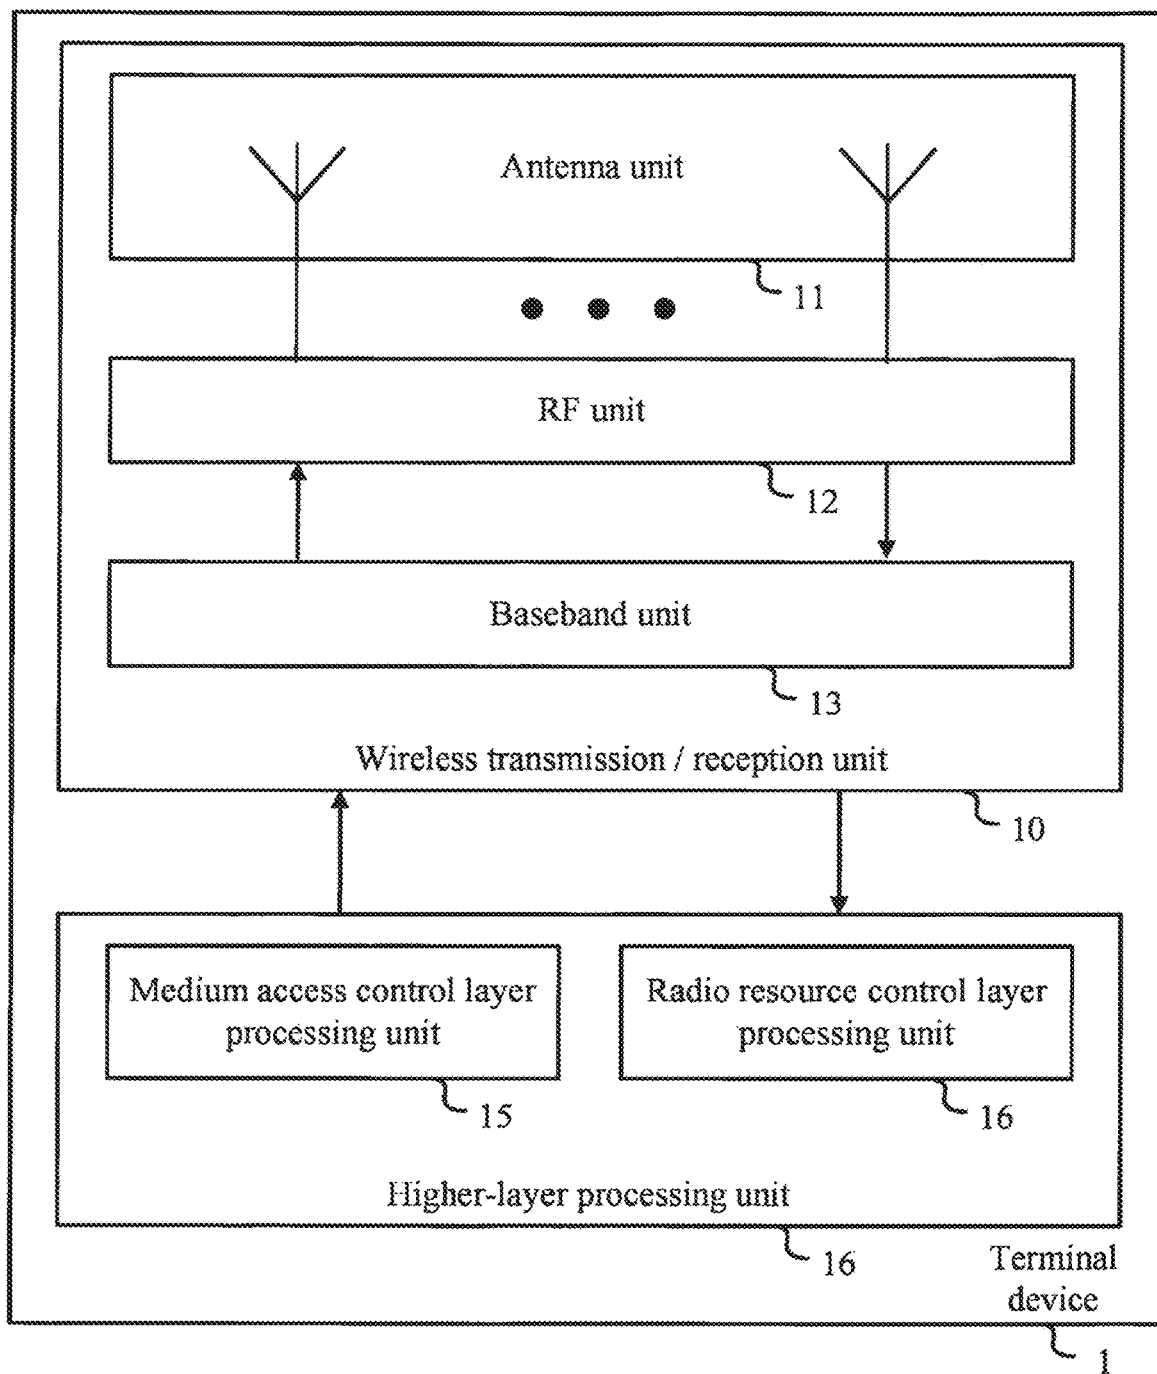 Antenna unit
11
RF unit
12
Baseband unit
13
Wireless transmission / reception unit
10
Medium access control layer
processing unit
15
Radio resource control layer
processing unit
16
Higher-layer processing unit
16
Terminal
device
1